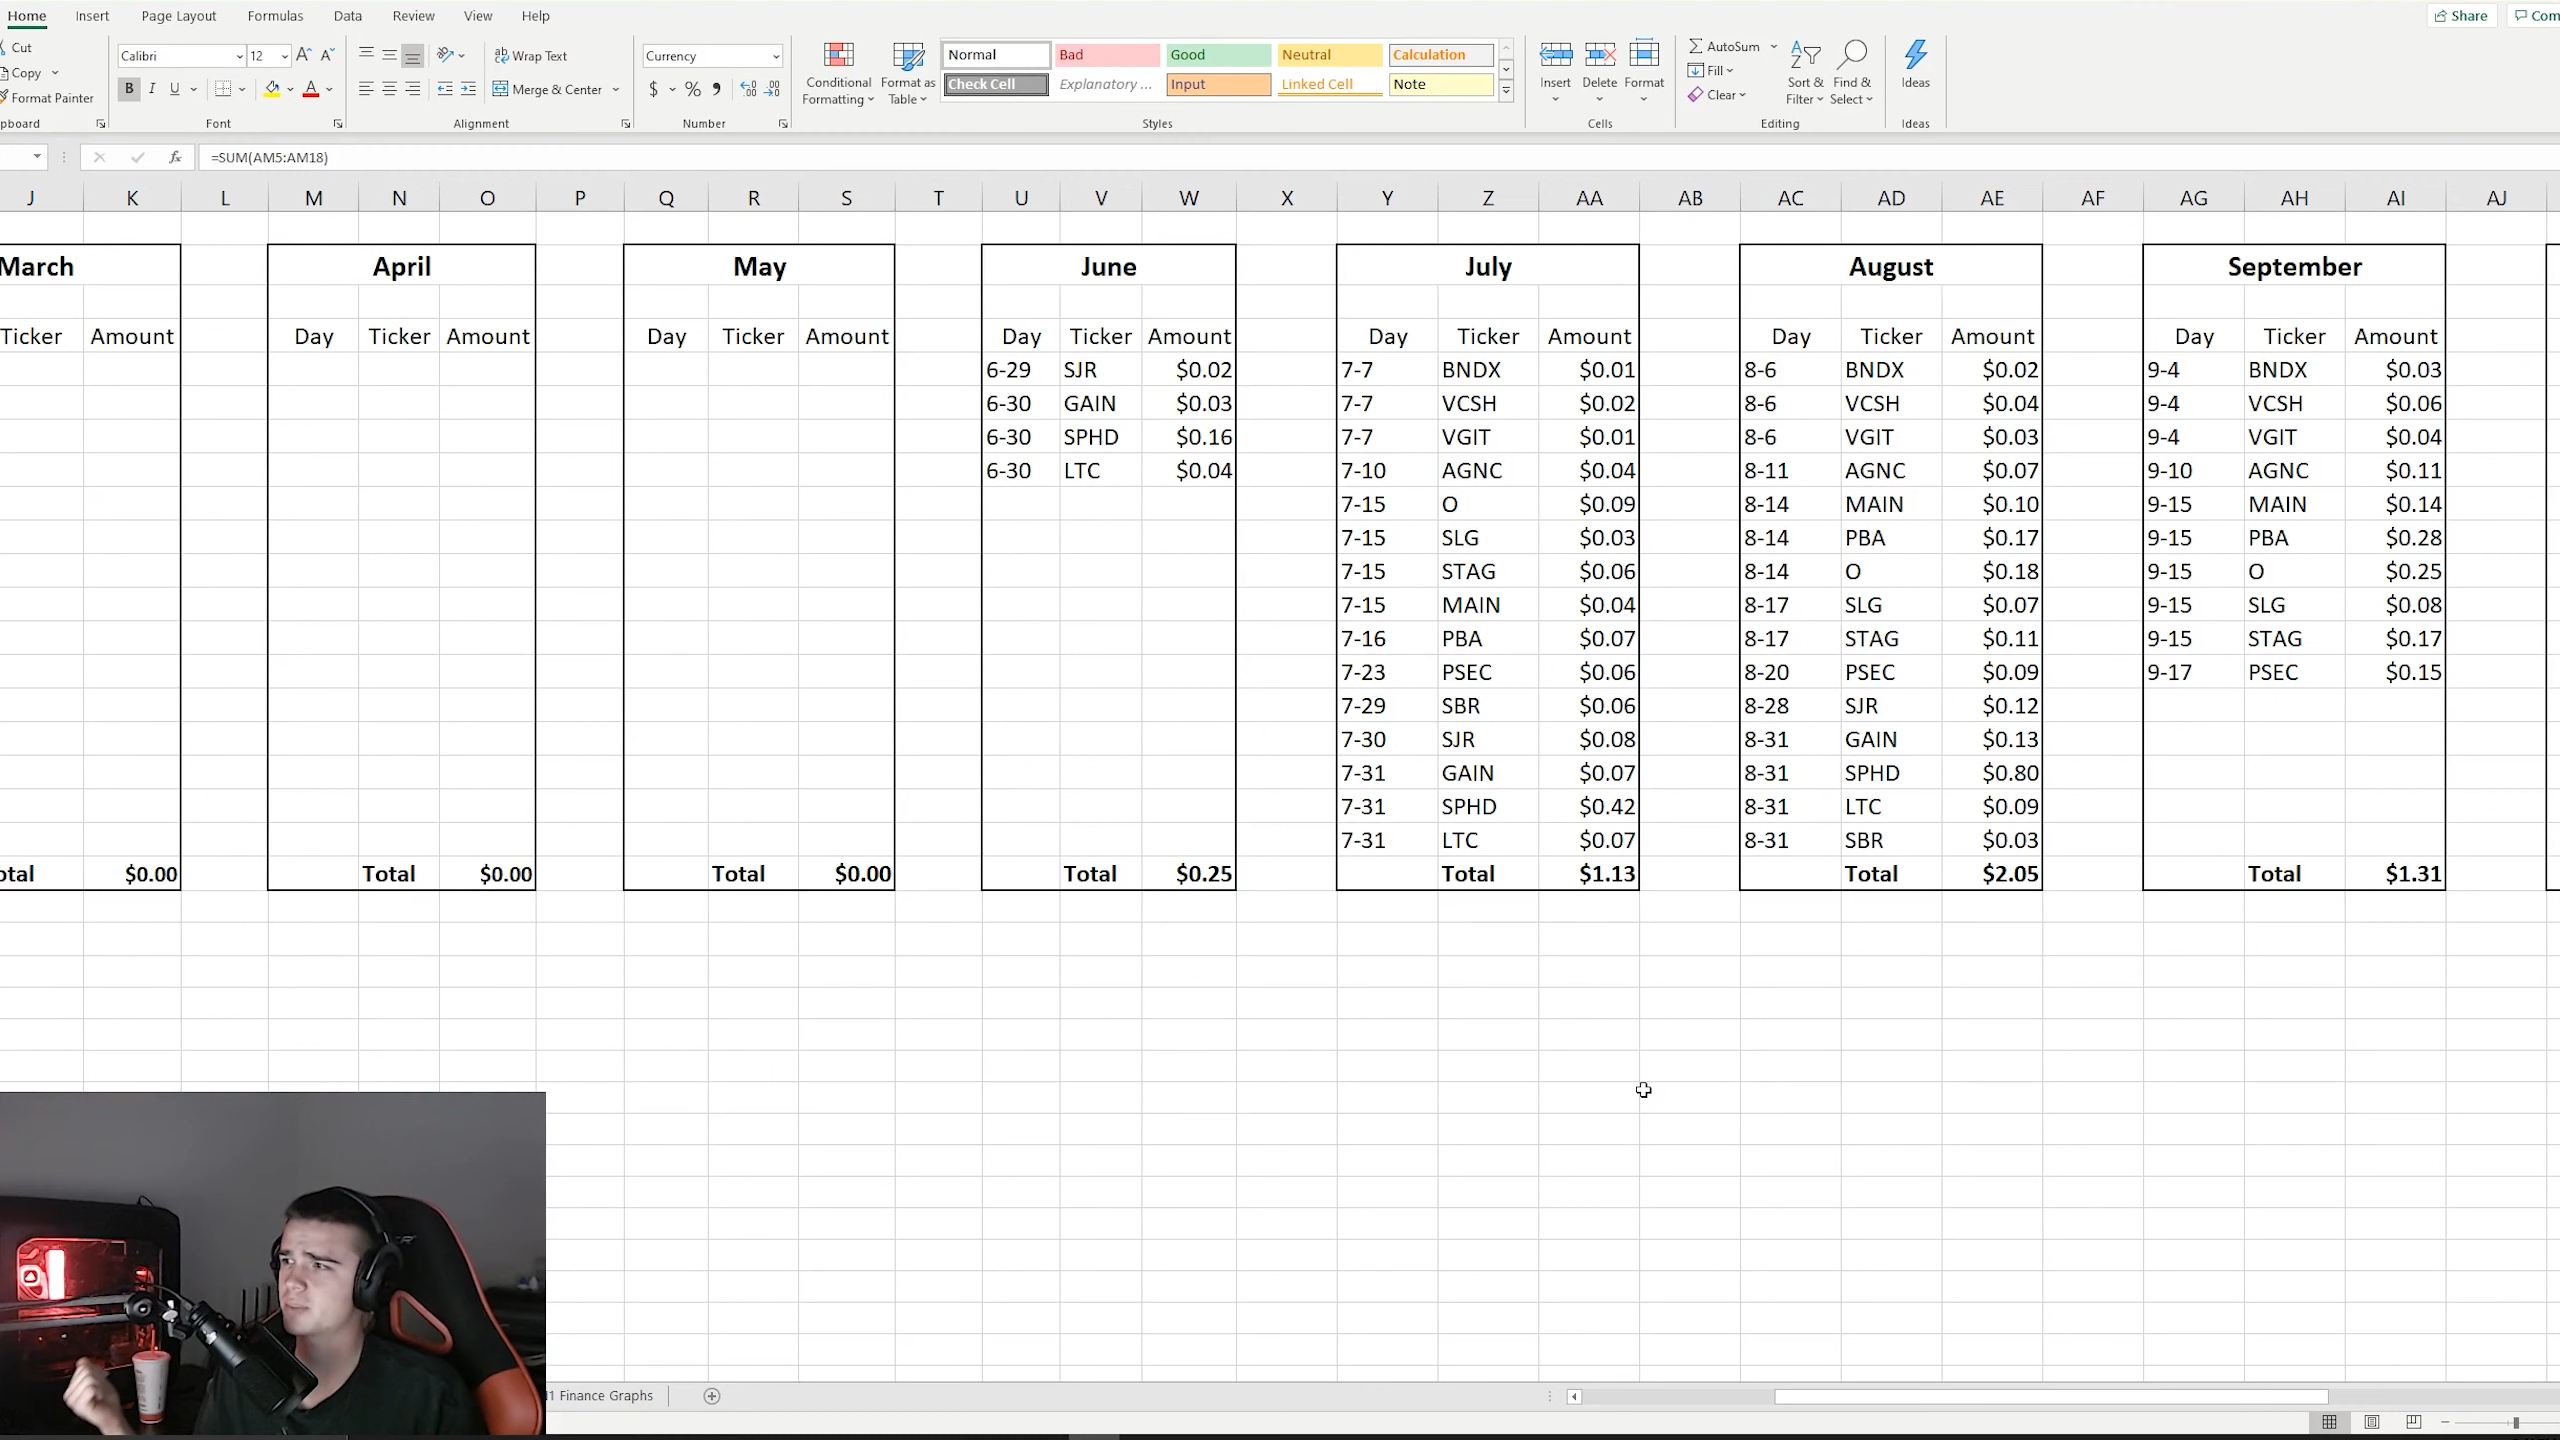 Home Insert Page Layout Formulas Data Review View Help Share Com
Cut Calibri 12 Wrap Text Currency Normal Bad Good Neutral Calculation AutoSum
Copy Conditional Format as Insert Delete Format Fill Sort & Find & Ideas
Format Painter B I U Merge & Center $ % Formatting Table Check Cell Explanatory ... Input Linked Cell Note Clear Filter Select
pboard Font Alignment Number Styles Cells Editing Ideas
fx =SUM(AM5:AM18)
J K L M N O P Q R S T U V W X Y Z AA AB AC AD AE AF AG AH AI AJ
March April May June July August September
Ticker Amount Day Ticker Amount Day Ticker Amount Day Ticker Amount Day Ticker Amount Day Ticker Amount Day Ticker Amount
6-29 SJR $0.02 7-7 BNDX $0.01 8-6 BNDX $0.02 9-4 BNDX $0.03
6-30 GAIN $0.03 7-7 VCSH $0.02 8-6 VCSH $0.04 9-4 VCSH $0.06
6-30 SPHD $0.16 7-7 VGIT $0.01 8-6 VGIT $0.03 9-4 VGIT $0.04
6-30 LTC $0.04 7-10 AGNC $0.04 8-11 AGNC $0.07 9-10 AGNC $0.11
7-15 O $0.09 8-14 MAIN $0.10 9-15 MAIN $0.14
7-15 SLG $0.03 8-14 PBA $0.17 9-15 PBA $0.28
7-15 STAG $0.06 8-14 O $0.18 9-15 O $0.25
7-15 MAIN $0.04 8-17 SLG $0.07 9-15 SLG $0.08
7-16 PBA $0.07 8-17 STAG $0.11 9-15 STAG $0.17
7-23 PSEC $0.06 8-20 PSEC $0.09 9-17 PSEC $0.15
7-29 SBR $0.06 8-28 SJR $0.12
7-30 SJR $0.08 8-31 GAIN $0.13
7-31 GAIN $0.07 8-31 SPHD $0.80
7-31 SPHD $0.42 8-31 LTC $0.09
7-31 LTC $0.07 8-31 SBR $0.03
otal $0.00 Total $0.00 Total $0.00 Total $0.25 Total $1.13 Total $2.05 Total $1.31
1 Finance Graphs